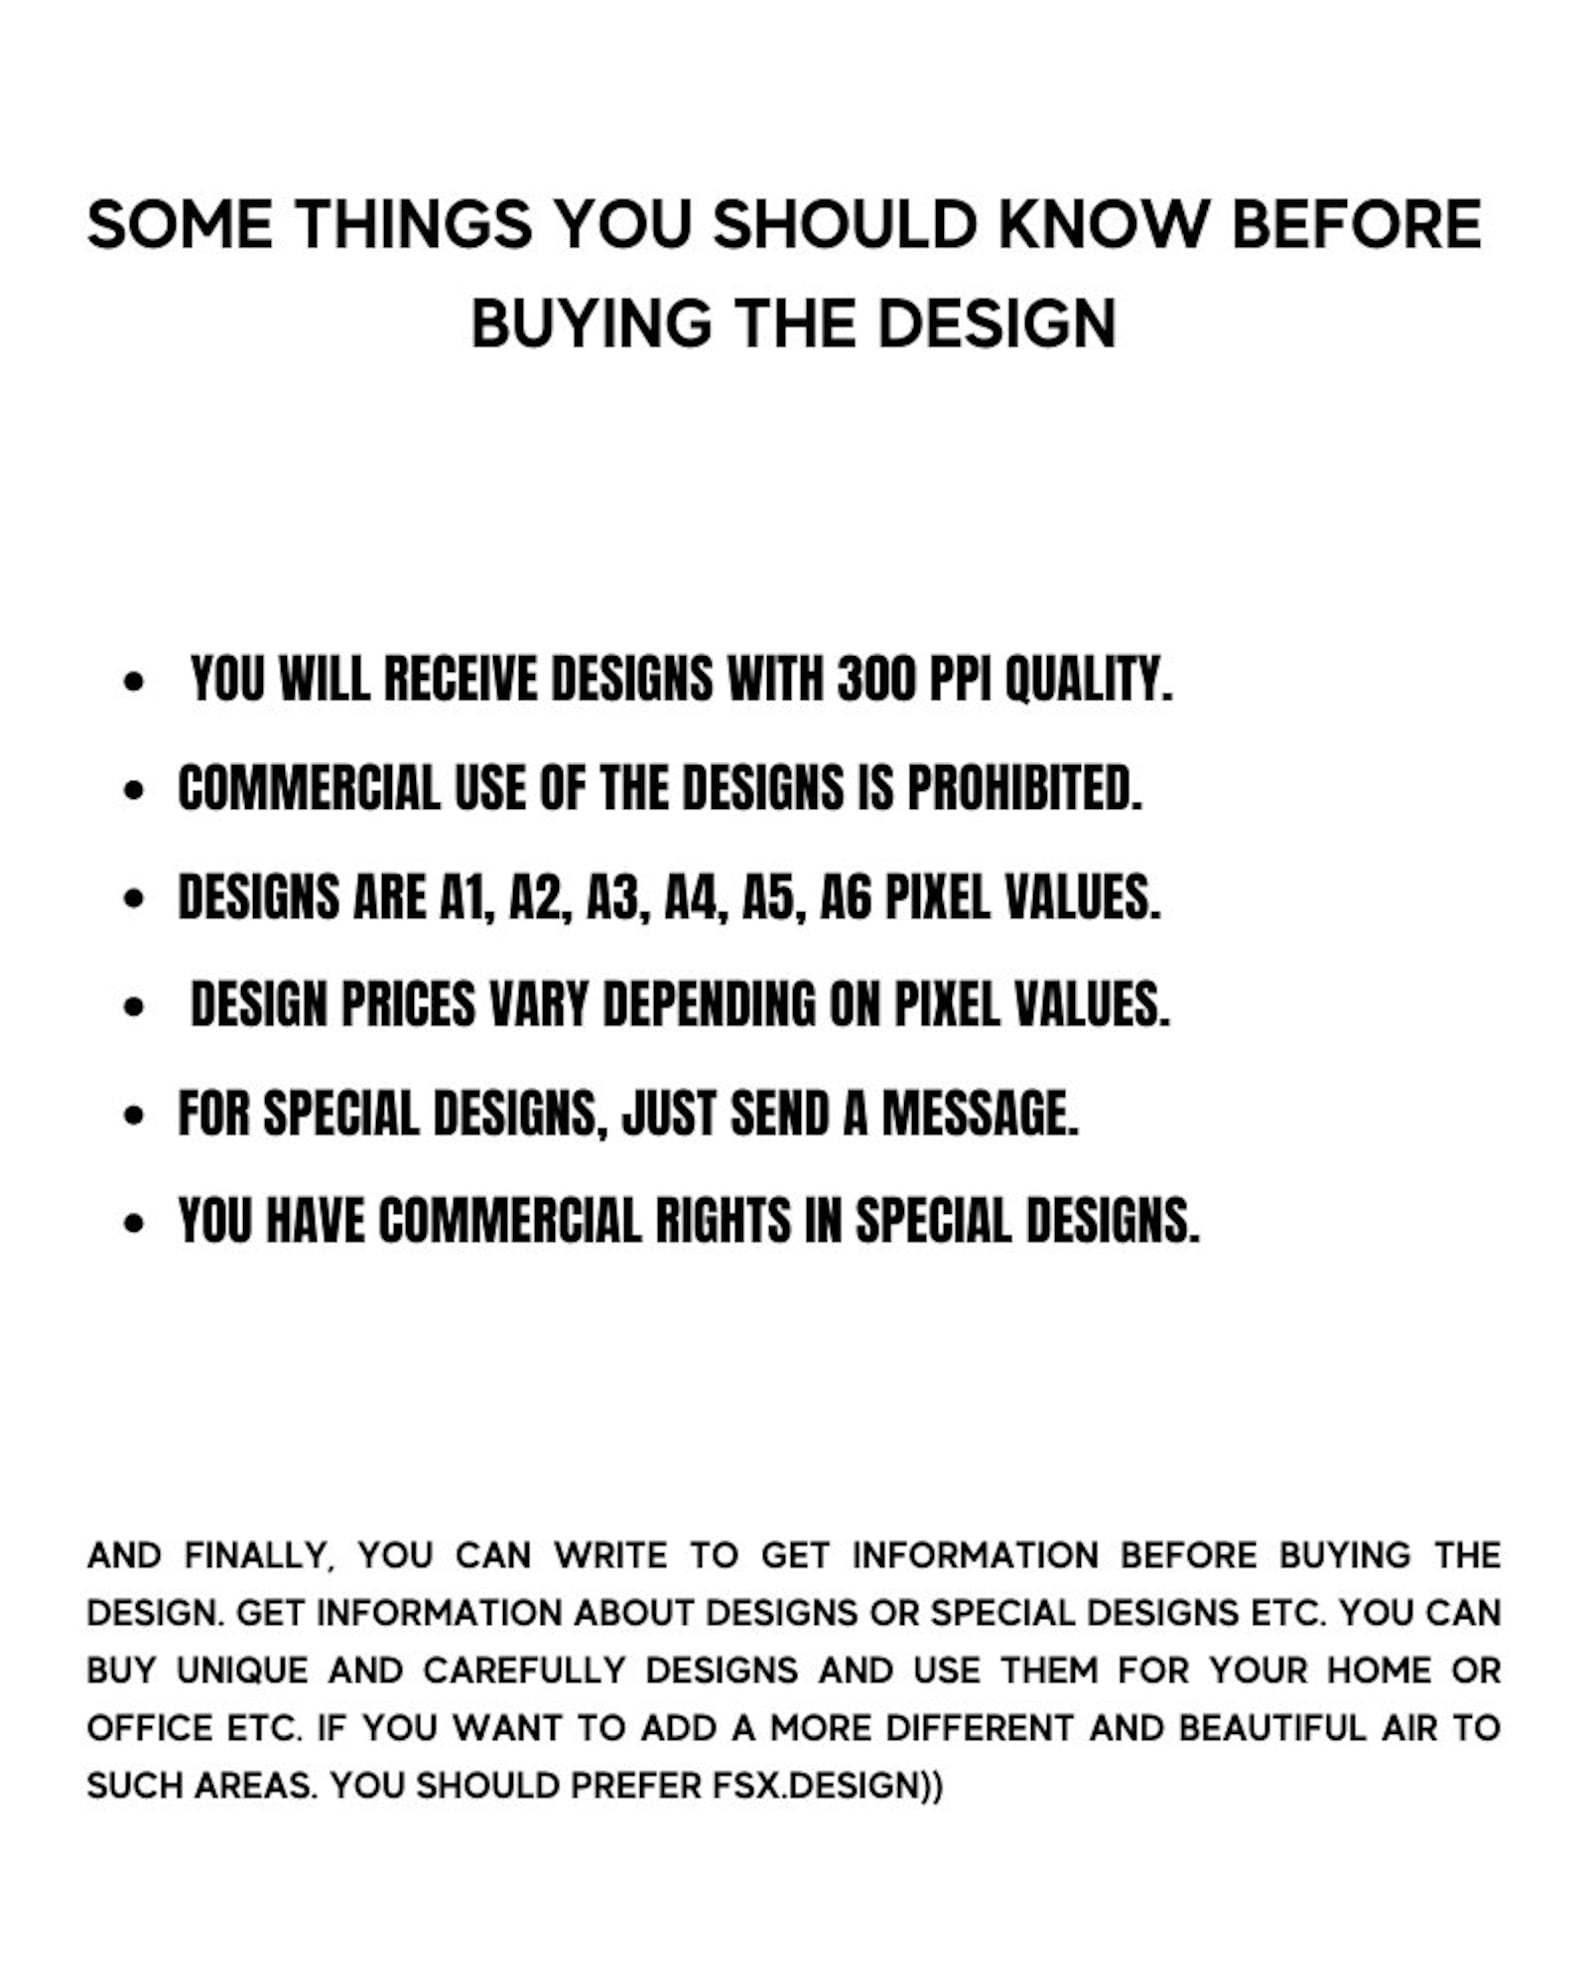 SOME THINGS YOU SHOULD KNOW BEFORE
BUYING THE DESIGN
• YOU WILL RECEIVE DESIGNS WITH 300 PPI QUALITY.
• COMMERCIAL USE OF THE DESIGNS IS PROHIBITED.
• DESIGNS ARE A1, A2, A3, A4, A5, A6 PIXEL VALUES.
• DESIGN PRICES VARY DEPENDING ON PIXEL VALUES.
• FOR SPECIAL DESIGNS, JUST SEND A MESSAGE.
• YOU HAVE COMMERCIAL RIGHTS IN SPECIAL DESIGNS.
AND FINALLY, YOU CAN WRITE TO GET INFORMATION BEFORE BUYING THE
DESIGN. GET INFORMATION ABOUT DESIGNS OR SPECIAL DESIGNS ETC. YOU CAN
BUY UNIQUE AND CAREFULLY DESIGNS AND USE THEM FOR YOUR HOME OR
OFFICE ETC. IF YOU WANT TO ADD A MORE DIFFERENT AND BEAUTIFUL AIR TO
SUCH AREAS. YOU SHOULD PREFER FSX.DESIGN))